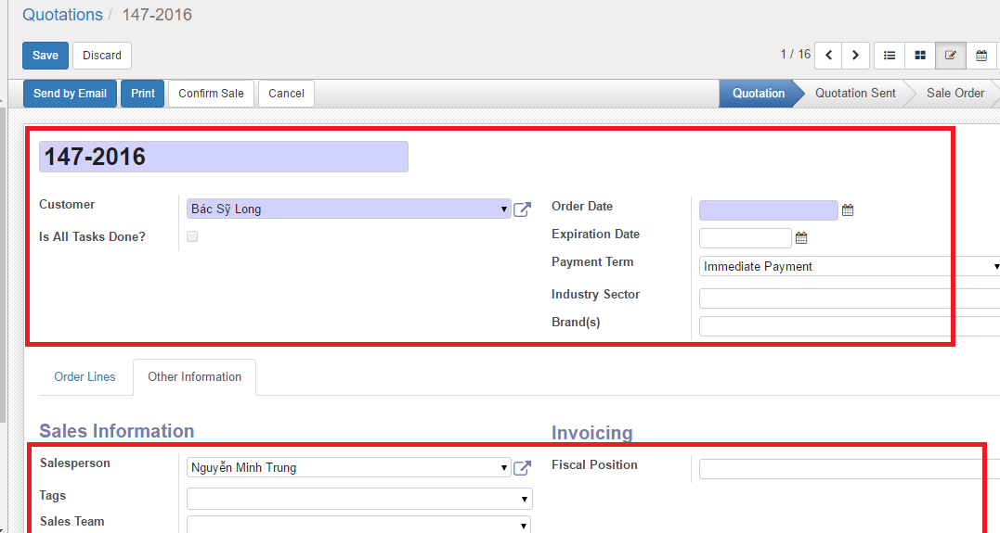 Quotations / 147-2016
Save Discard 1 / 16
Send by Email Print Confirm Sale Cancel Quotation Quotation Sent Sale Order
147-2016
Customer Bác Sỹ Long Order Date
Is All Tasks Done? Expiration Date
Payment Term Immediate Payment
Industry Sector
Brand(s)
Order Lines Other Information
Sales Information Invoicing
Salesperson Nguyễn Minh Trung Fiscal Position
Tags
Sales Team